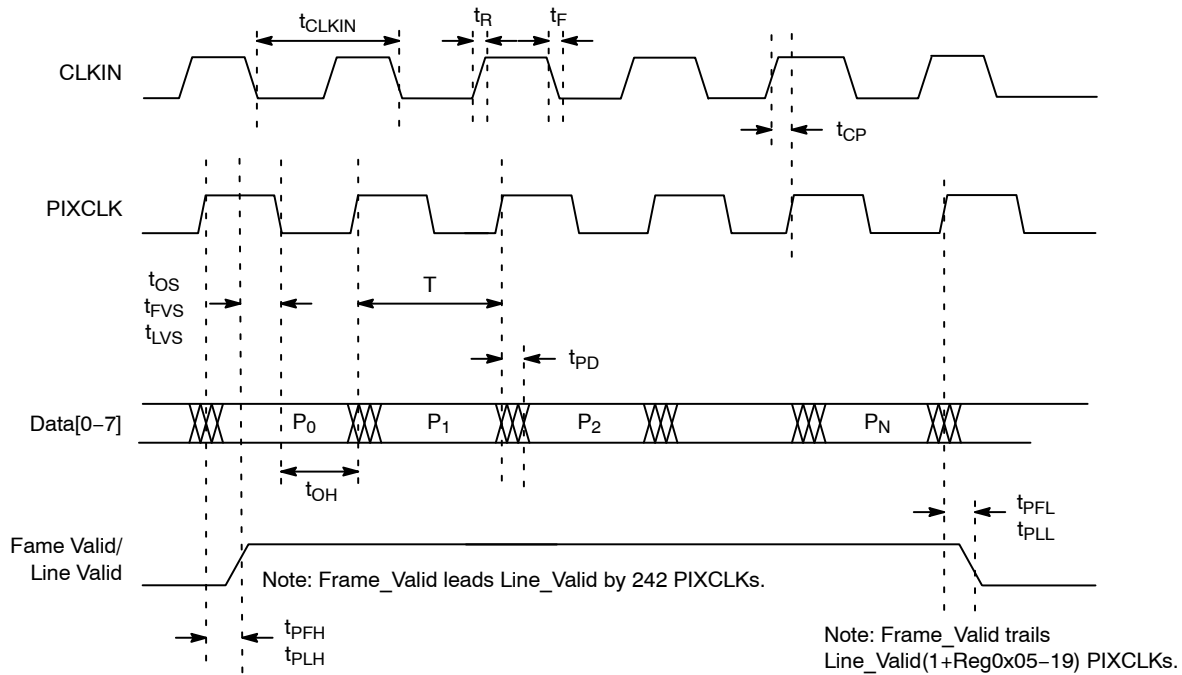 tCLKIN
tR
tF
CLKIN
tCP
PIXCLK
tOS
tFVS
tLVS
T
tPD
Data[0−7]
P0
P1
P2
PN
tOH
tPFL
tPLL
Fame Valid/
Line Valid
Note: Frame_Valid leads Line_Valid by 242 PIXCLKs.
tPFH
tPLH
Note: Frame_Valid trails
Line_Valid(1+Reg0x05−19) PIXCLKs.